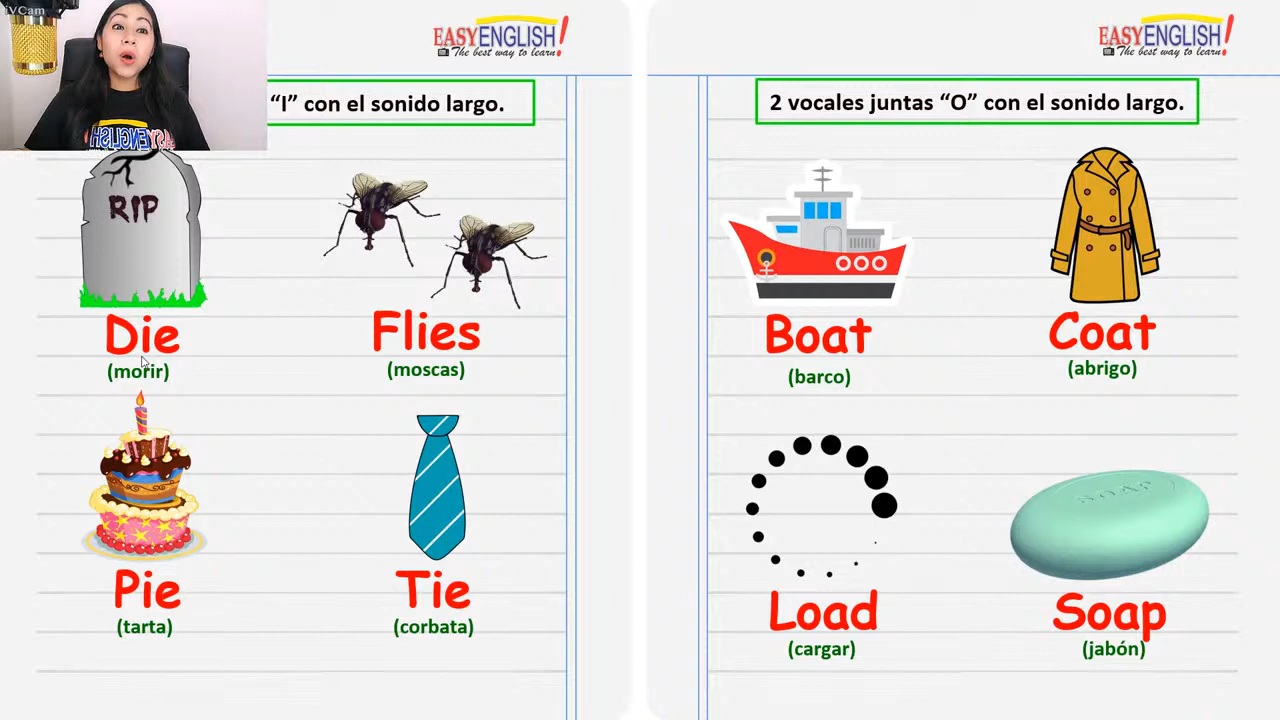 iVCam
EASYENGLISH!
The best way to learn!
EASYENGLISH!
The best way to learn!
EASYENGLISH
"I" con el sonido largo.
RIP
Die
(morir)
Flies
(moscas)
Pie
(tarta)
Tie
(corbata)
2 vocales juntas "O" con el sonido largo.
Boat
(barco)
Coat
(abrigo)
Load
(cargar)
SOAP
Soap
(jabón)